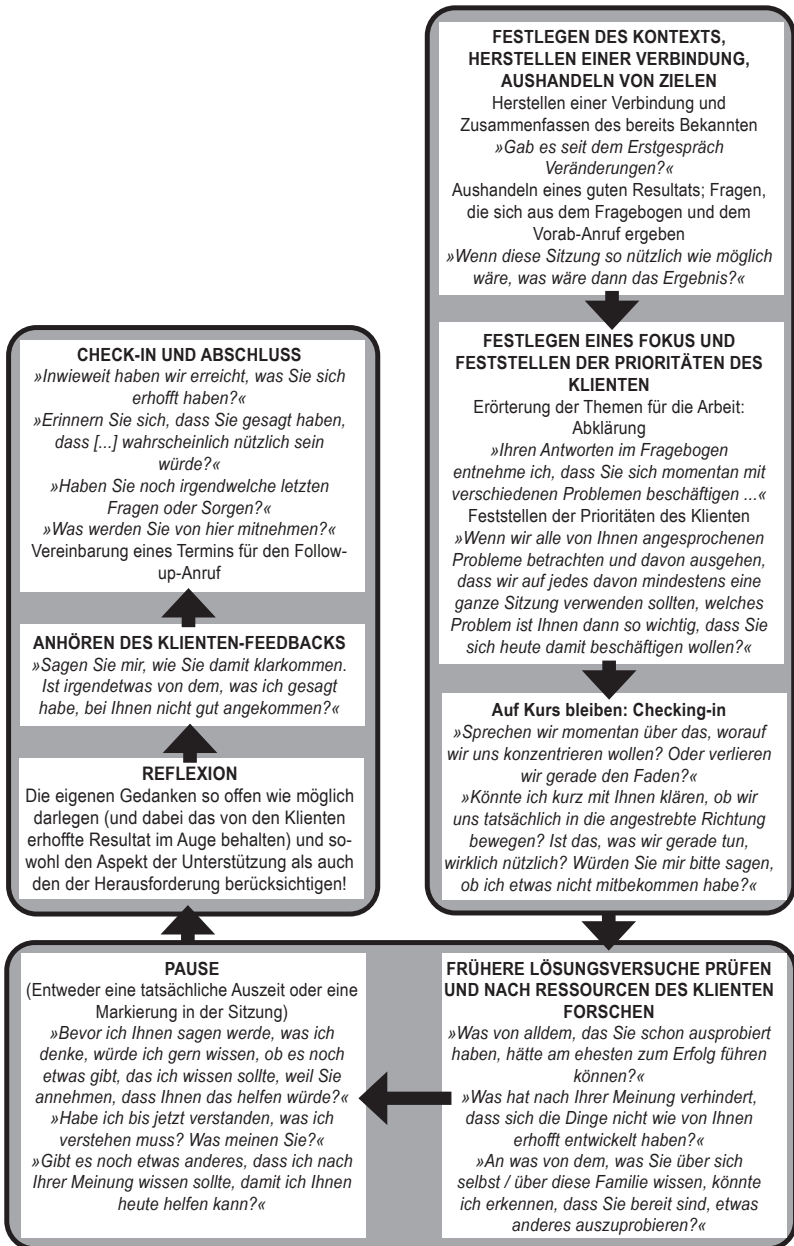 FESTLEGEN DES KONTEXTS,
HERSTELLEN EINER VERBINDUNG,
AUSHANDELN VON ZIELEN
Herstellen einer Verbindung und
Zusammenfassen des bereits Bekannten
»Gab es seit dem Erstgespräch
Veränderungen?«
Aushandeln eines guten Resultats; Fragen,
die sich aus dem Fragebogen und dem
Vorab-Anruf ergeben
»Wenn diese Sitzung so nützlich wie möglich
wäre, was wäre dann das Ergebnis?«
FESTLEGEN EINES FOKUS UND
FESTSTELLEN DER PRIORITÄTEN DES
KLIENTEN
Erörterung der Themen für die Arbeit:
Abklärung
»Ihren Antworten im Fragebogen
entnehme ich, dass Sie sich momentan mit
verschiedenen Problemen beschäftigen ...«
Feststellen der Prioritäten des Klienten
»Wenn wir alle von Ihnen angesprochenen
Probleme betrachten und davon ausgehen,
dass wir auf jedes davon mindestens eine
ganze Sitzung verwenden sollten, welches
Problem ist Ihnen dann so wichtig, dass Sie
sich heute damit beschäftigen wollen?«
Auf Kurs bleiben: Checking-in
»Sprechen wir momentan über das, worauf
wir uns konzentrieren wollen? Oder verlieren
wir gerade den Faden?«
»Könnte ich kurz mit Ihnen klären, ob wir
uns tatsächlich in die angestrebte Richtung
bewegen? Ist das, was wir gerade tun,
wirklich nützlich? Würden Sie mir bitte sagen,
ob ich etwas nicht mitbekommen habe?«
FRÜHERE LÖSUNGSVERSUCHE PRÜFEN
UND NACH RESSOURCEN DES KLIENTEN
FORSCHEN
»Was von alldem, das Sie schon ausprobiert
haben, hätte am ehesten zum Erfolg führen
können?«
»Was hat nach Ihrer Meinung verhindert,
dass sich die Dinge nicht wie von Ihnen
erhofft entwickelt haben?«
»An was von dem, was Sie über sich
selbst / über diese Familie wissen, könnte
ich erkennen, dass Sie bereit sind, etwas
anderes auszuprobieren?«
PAUSE
(Entweder eine tatsächliche Auszeit oder eine
Markierung in der Sitzung)
»Bevor ich Ihnen sagen werde, was ich
denke, würde ich gern wissen, ob es noch
etwas gibt, das ich wissen sollte, weil Sie
annehmen, dass Ihnen das helfen würde?«
»Habe ich bis jetzt verstanden, was ich
verstehen muss? Was meinen Sie?«
»Gibt es noch etwas anderes, dass ich nach
Ihrer Meinung wissen sollte, damit ich Ihnen
heute helfen kann?«
REFLEXION
Die eigenen Gedanken so offen wie möglich
darlegen (und dabei das von den Klienten
erhoffte Resultat im Auge behalten) und so-
wohl den Aspekt der Unterstützung als auch
den der Herausforderung berücksichtigen!
ANHÖREN DES KLIENTEN-FEEDBACKS
»Sagen Sie mir, wie Sie damit klarkommen.
Ist irgendetwas von dem, was ich gesagt
habe, bei Ihnen nicht gut angekommen?«
CHECK-IN UND ABSCHLUSS
»Inwieweit haben wir erreicht, was Sie sich
erhofft haben?«
»Erinnern Sie sich, dass Sie gesagt haben,
dass [...] wahrscheinlich nützlich sein
würde?«
»Haben Sie noch irgendwelche letzten
Fragen oder Sorgen?«
»Was werden Sie von hier mitnehmen?«
Vereinbarung eines Termins für den Follow-
up-Anruf